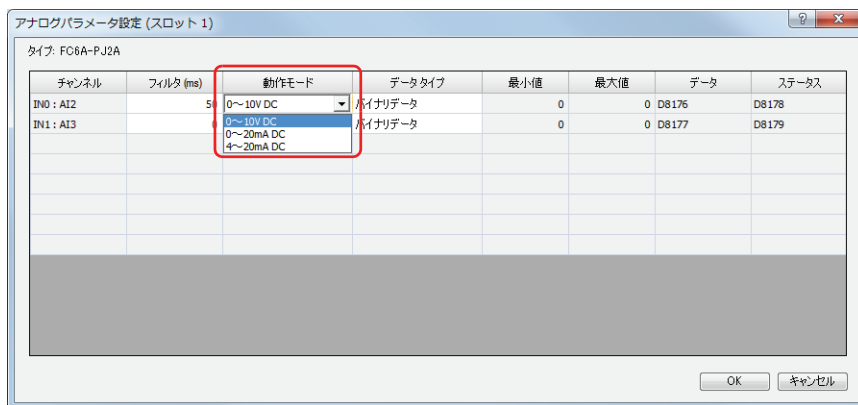 アナログパラメータ設定 (スロット 1)
タイプ: FC6A-PJ2A
チャンネル フィルタ (ms) 動作モード データタイプ 最小値 最大値 データ ステータス
IN0 : AI2 50 0～10V DC バイナリデータ 0 0 D8176 D8178
IN1 : AI3 0～10V DC バイナリデータ 0 0 D8177 D8179
0～20mA DC
4～20mA DC
OK キャンセル